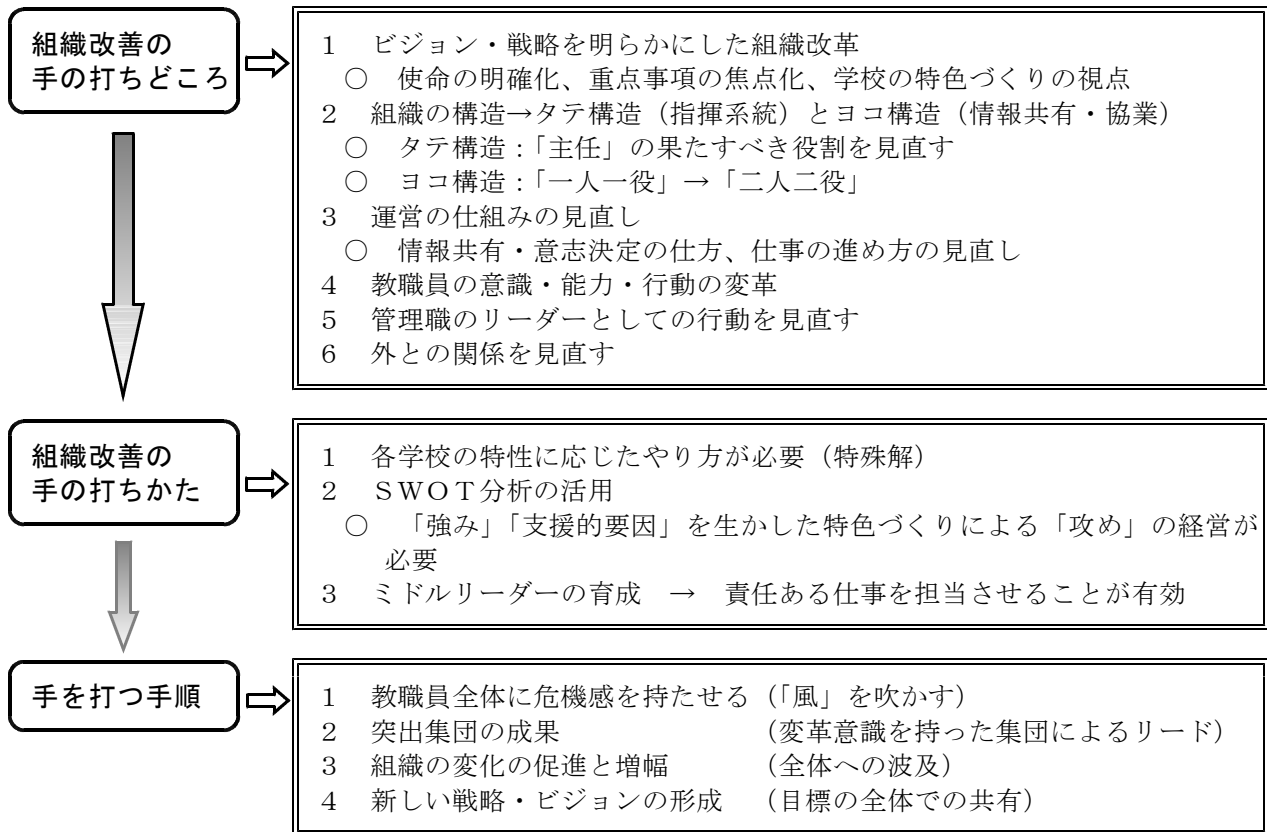 組織改善の
手の打ちどころ
1 ビジョン・戦略を明らかにした組織改革
○ 使命の明確化、重点事項の焦点化、学校の特色づくりの視点
2 組織の構造→タテ構造（指揮系統）とヨコ構造（情報共有・協業）
○ タテ構造：「主任」の果たすべき役割を見直す
○ ヨコ構造：「一人一役」→「二人二役」
3 運営の仕組みの見直し
○ 情報共有・意志決定の仕方、仕事の進め方の見直し
4 教職員の意識・能力・行動の変革
5 管理職のリーダーとしての行動を見直す
6 外との関係を見直す
組織改善の
手の打ちかた
1 各学校の特性に応じたやり方が必要（特殊解）
2 ＳＷＯＴ分析の活用
○ 「強み」「支援的要因」を生かした特色づくりによる「攻め」の経営が
必要
3 ミドルリーダーの育成 → 責任ある仕事を担当させることが有効
手を打つ手順
1 教職員全体に危機感を持たせる（「風」を吹かす）
2 突出集団の成果 （変革意識を持った集団によるリード）
3 組織の変化の促進と増幅 （全体への波及）
4 新しい戦略・ビジョンの形成 （目標の全体での共有）